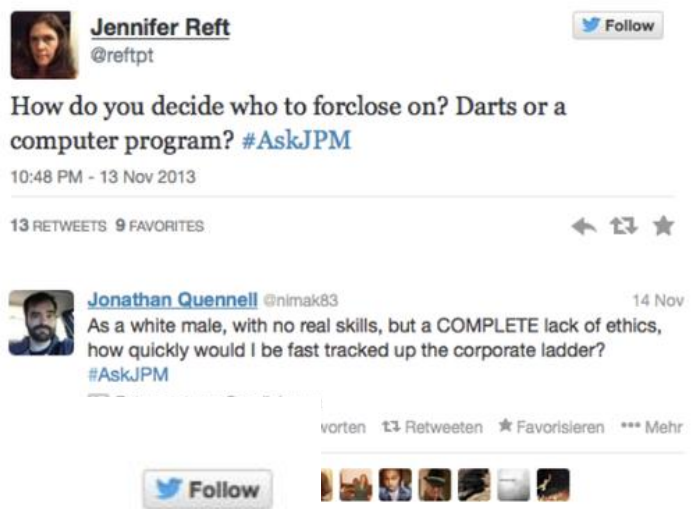 Jennifer Reft
Follow
@reftpt
How do you decide who to forclose on? Darts or a
computer program? #AskJPM
10:48 PM - 13 Nov 2013
13 RETWEETS 9 FAVORITES
Jonathan Quennell @nimak83 14 Nov
As a white male, with no real skills, but a COMPLETE lack of ethics,
how quickly would I be fast tracked up the corporate ladder?
#AskJPM
worten Retweeten Favorisieren Mehr
Follow